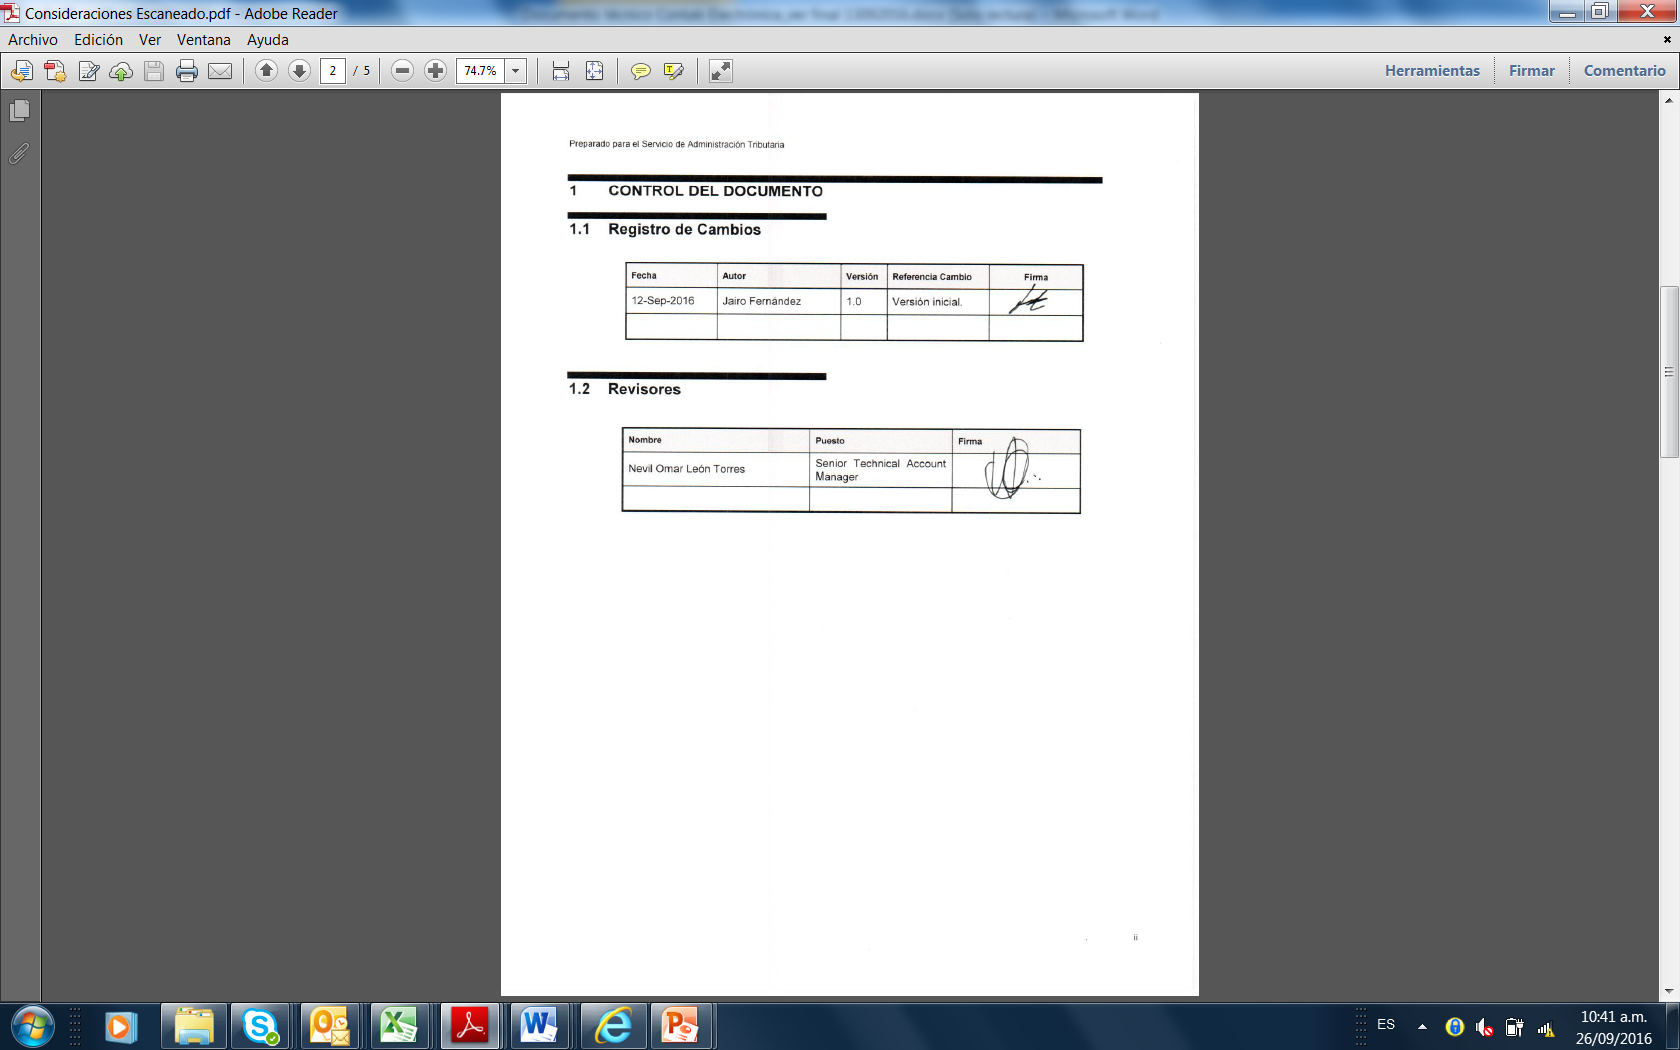 Consideraciones Escaneado.pdf - Adobe Reader
Archivo Edición Ver Ventana Ayuda
2 / 5 74.7% Herramientas Firmar Comentario
Preparado para el Servicio de Administración Tributaria
1 CONTROL DEL DOCUMENTO
1.1 Registro de Cambios
Fecha Autor Versión Referencia Cambio Firma
12-Sep-2016 Jairo Fernández 1.0 Versión inicial.
1.2 Revisores
Nombre Puesto Firma
Nevil Omar León Torres Senior Technical Account
Manager
ii
ES 10:41 a.m.
26/09/2016